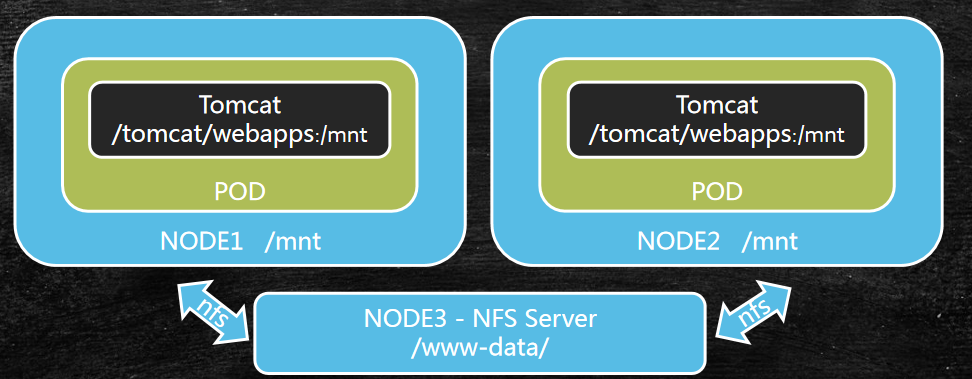 Tomcat
/tomcat/webapps:/mnt
POD
NODE1 /mnt
Tomcat
/tomcat/webapps:/mnt
POD
NODE2 /mnt
nfs
nfs
NODE3 - NFS Server
/www-data/